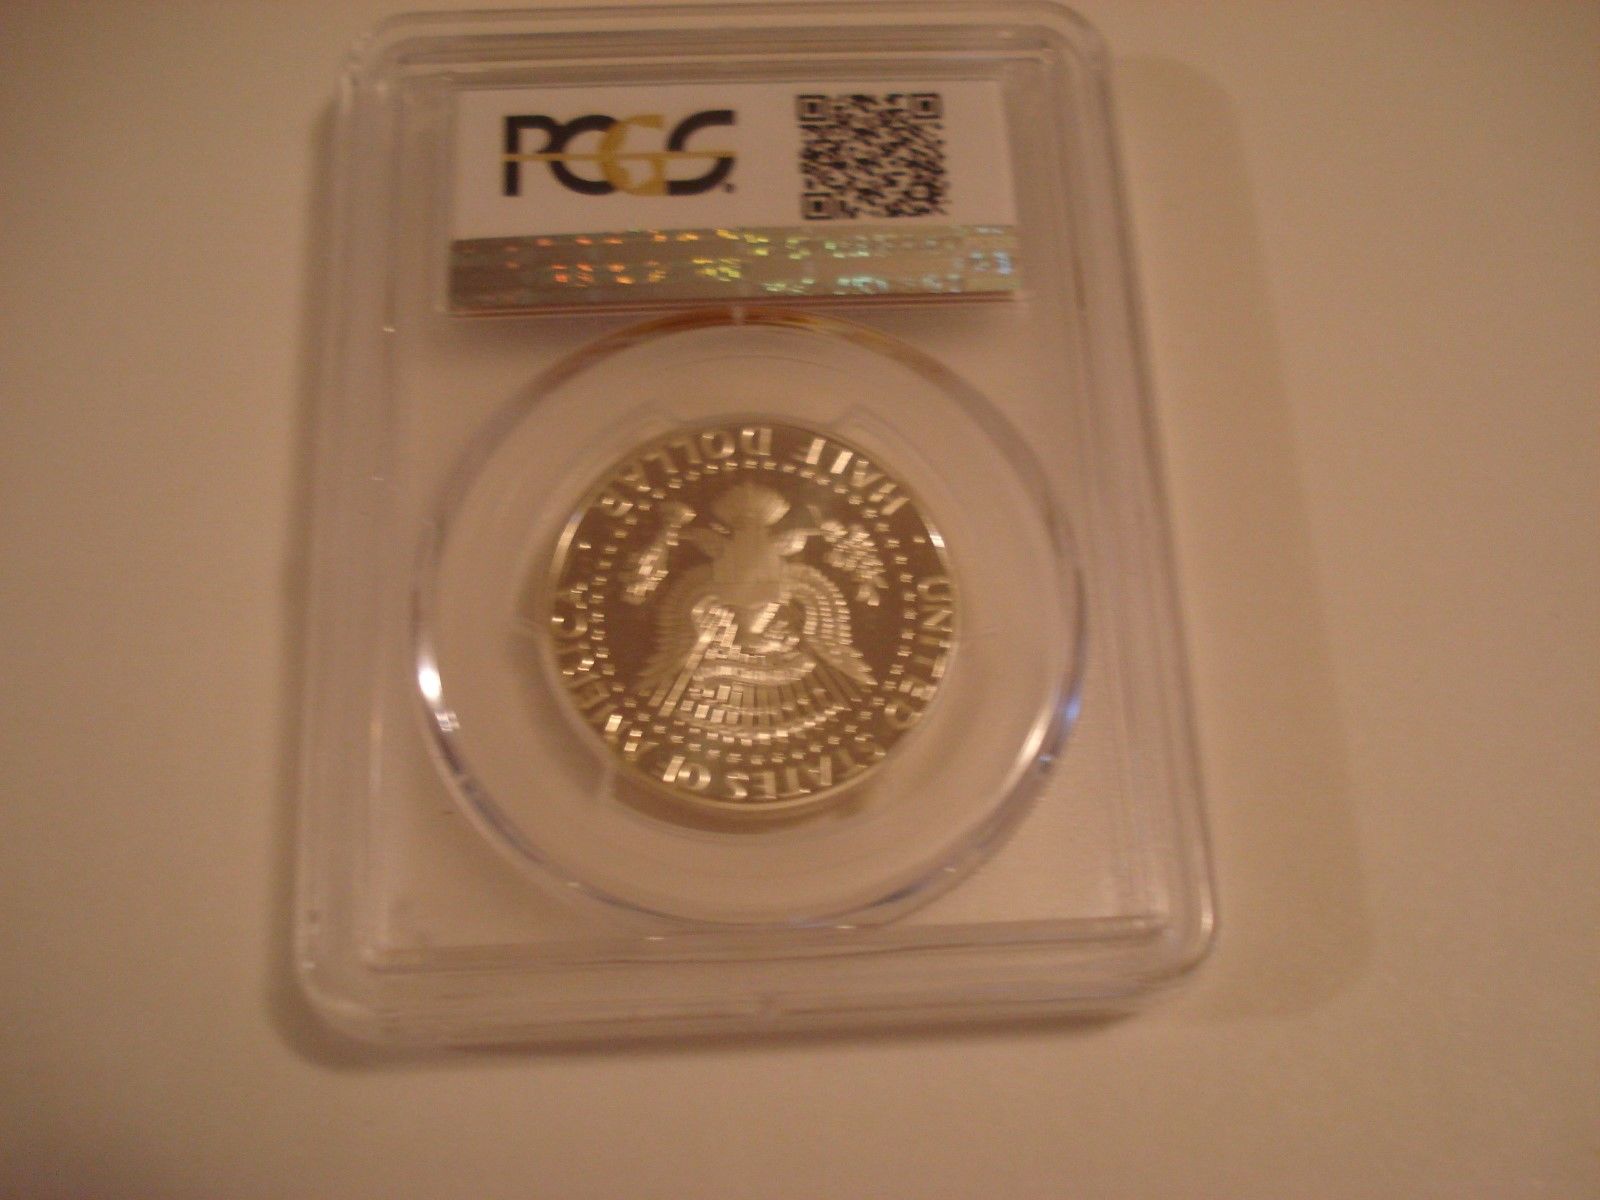 PCGS
UNITED STATES OF AMERICA
HALF DOLLAR